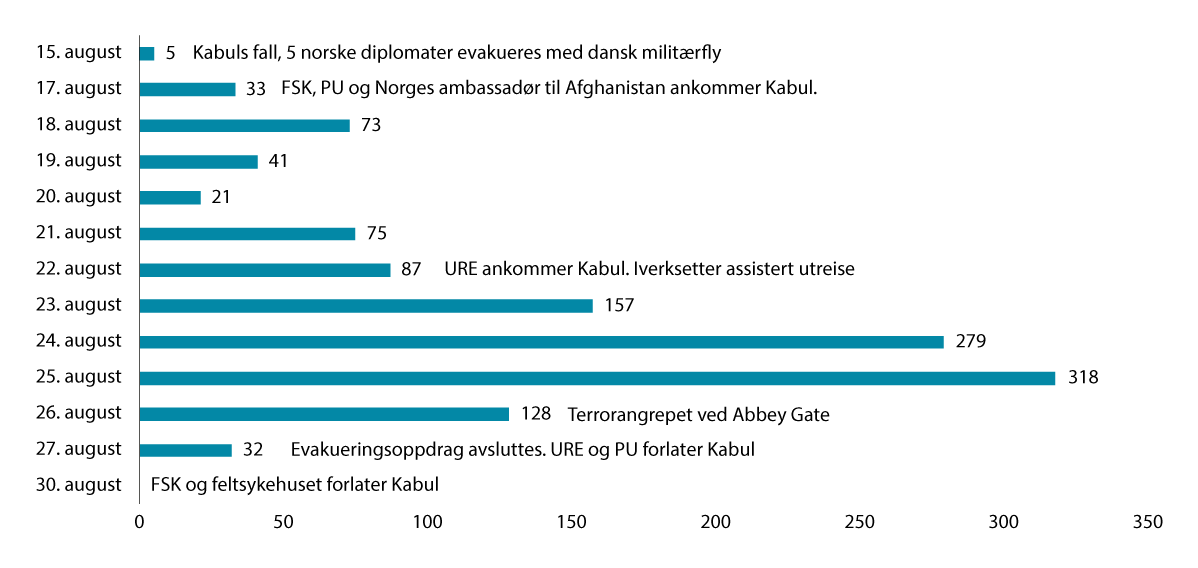 15. august 5 Kabuls fall, 5 norske diplomater evakueres med dansk militærfly
17. august 33 FSK, PU og Norges ambassadør til Afghanistan ankommer Kabul.
18. august 73
19. august 41
20. august 21
21. august 75
22. august 87 URE ankommer Kabul. Iverksetter assistert utreise
23. august 157
24. august 279
25. august 318
26. august 128 Terrorangrepet ved Abbey Gate
27. august 32 Evakueringsoppdrag avsluttes. URE og PU forlater Kabul
30. august FSK og feltsykehuset forlater Kabul
0 50 100 150 200 250 300 350